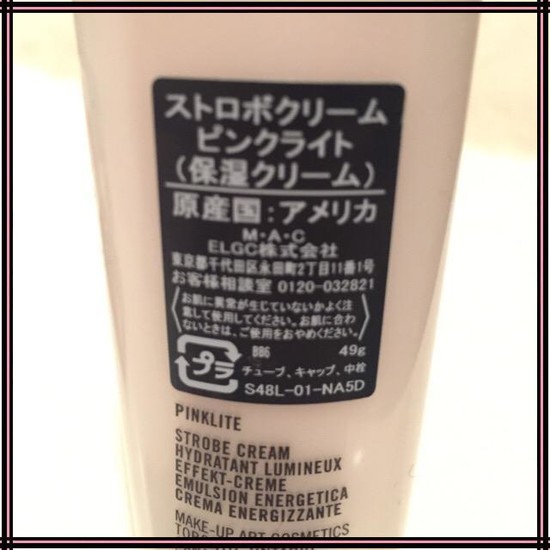 ストロボクリーム
ピンクライト
(保湿クリーム)
原産国:アメリカ
M・A・C
ELGC株式会社
東京都千代田区永田町2丁目11番1号
お客様相談室 0120-032821
お肌に異常が生じていないかよく注
意して使用してください。お肌に合わ
ないときは、ご使用をおやめください。
BB6 49g
プラ チューブ、キャップ、中栓
S48L-01-NA5D
PINKLITE
STROBE CREAM
HYDRATANT LUMINEUX
EFFEKT-CREME
EMULSION ENERGETICA
CREMA ENERGIZZANTE
MAKE-UP ART COSMETICS